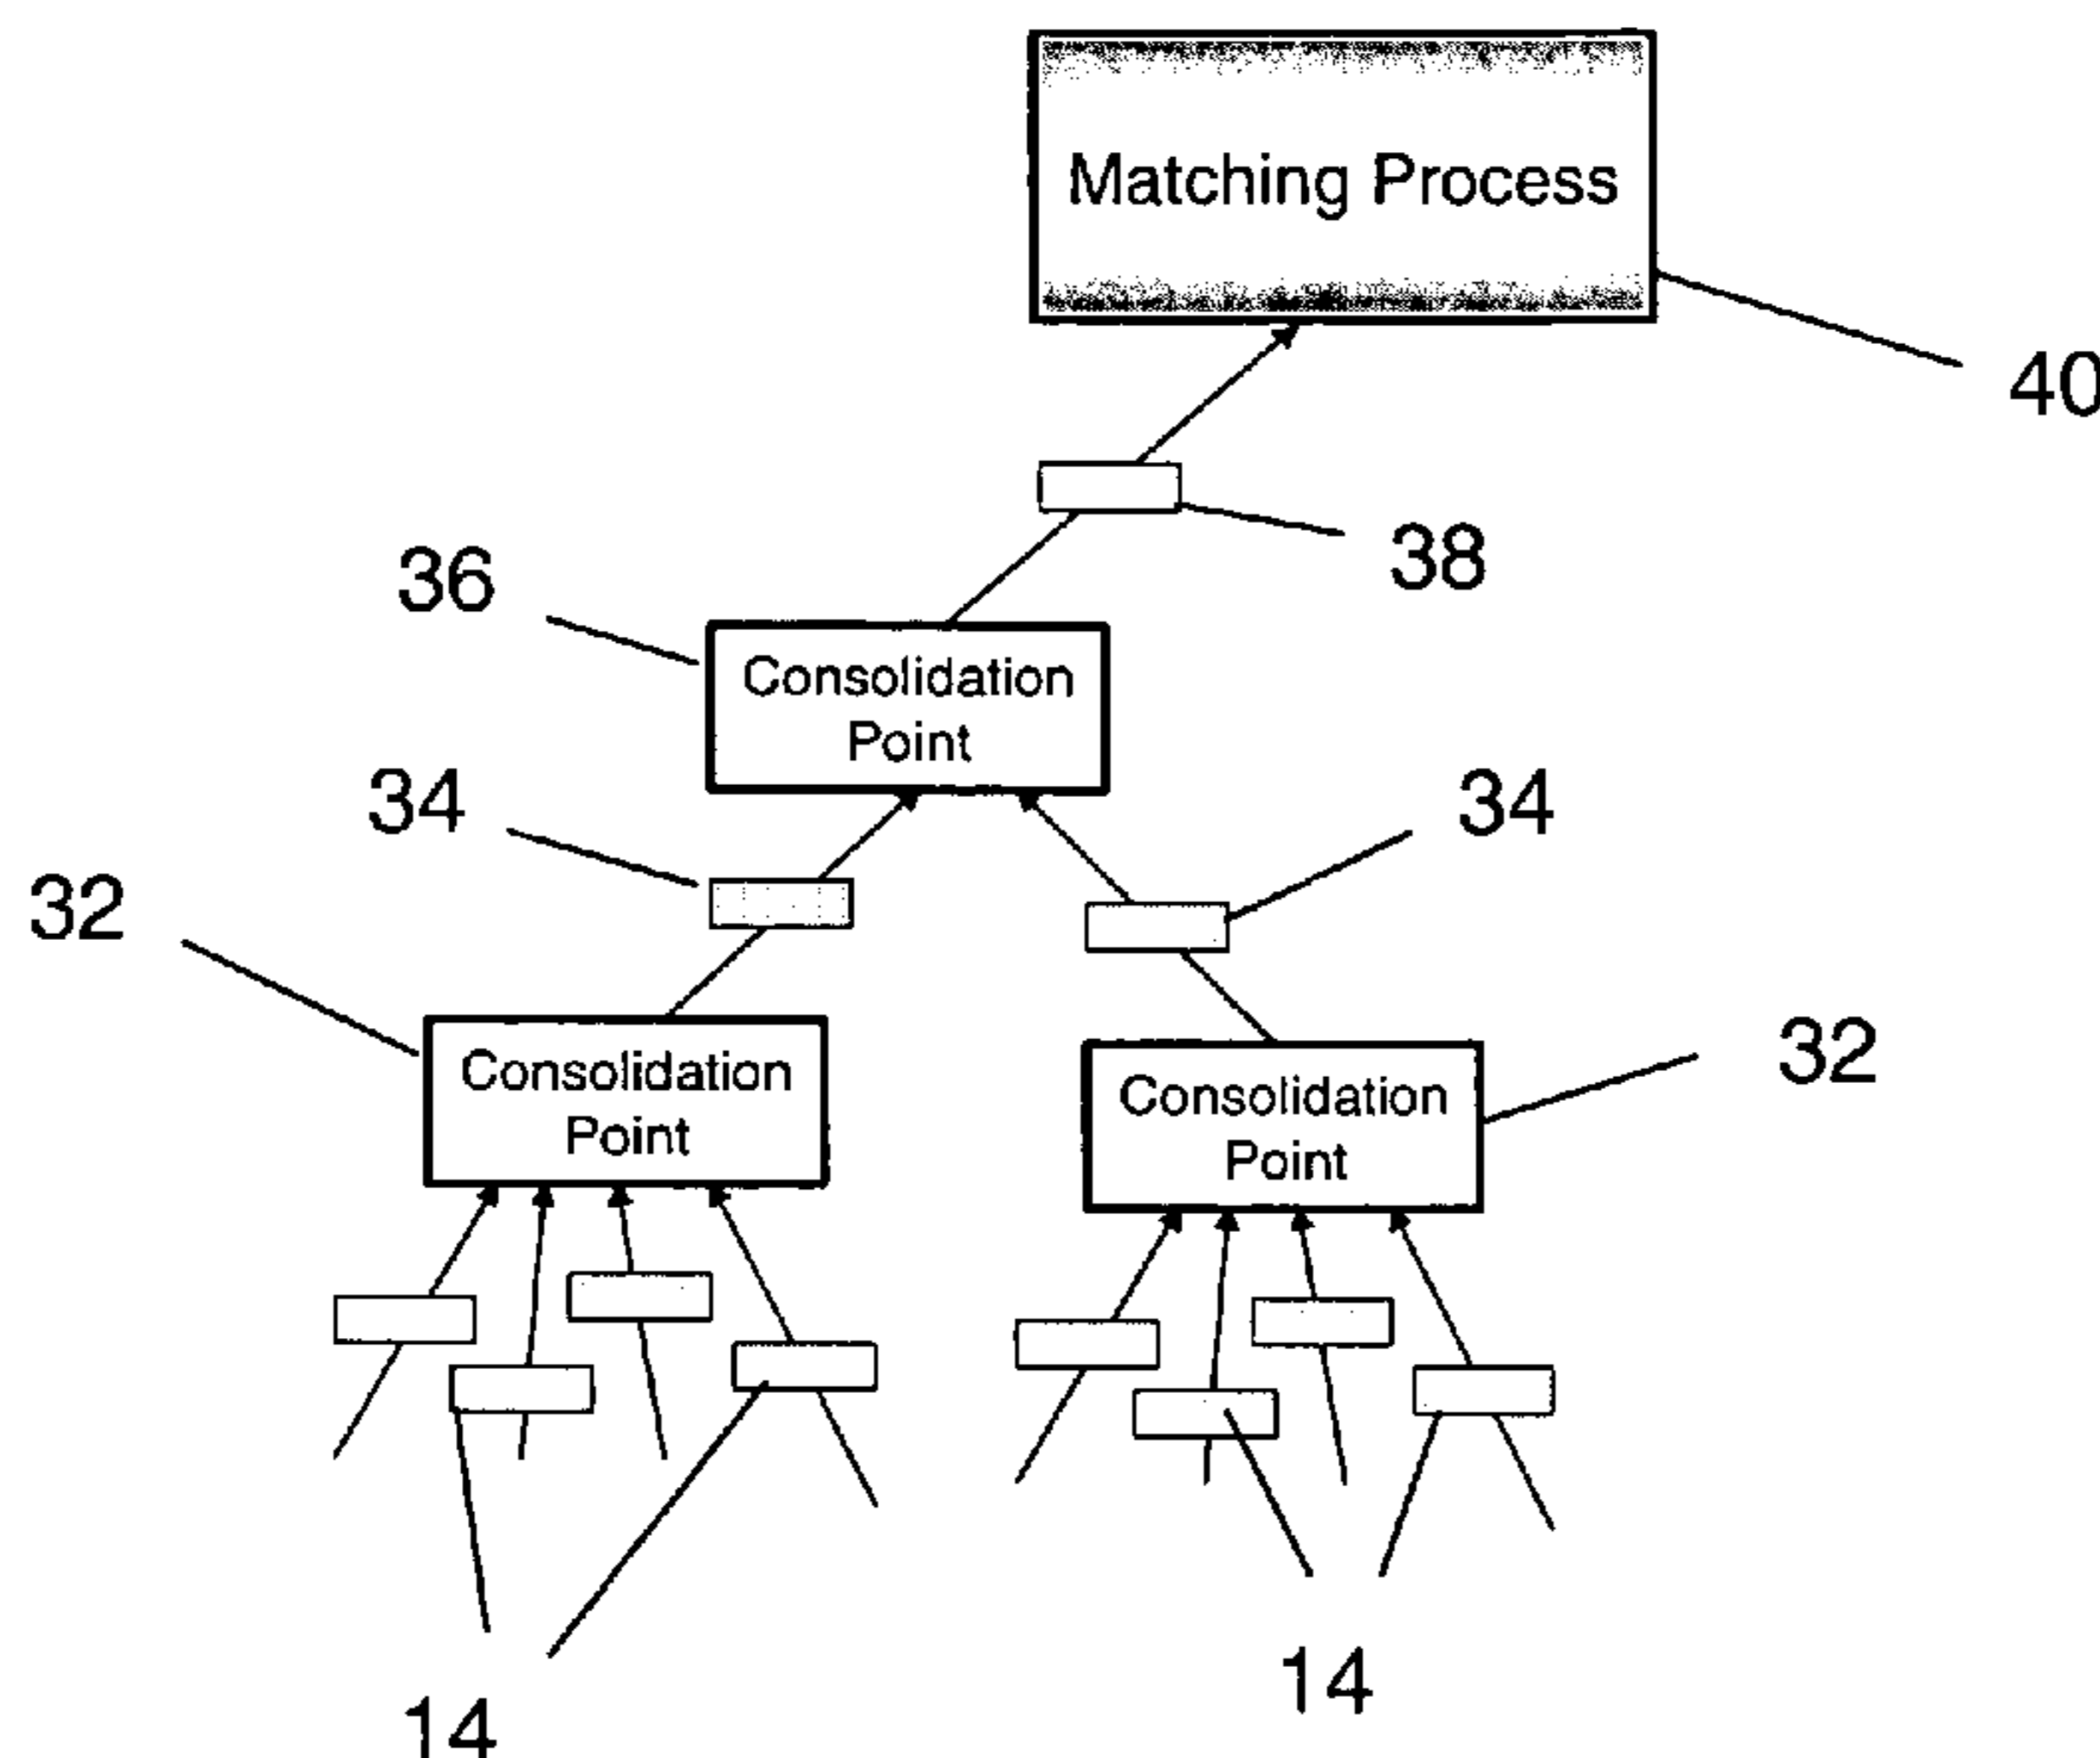 Matching Process
40
38
36
Consolidation
Point
34
34
32
Consolidation
Point
32
Consolidation
Point
14
14